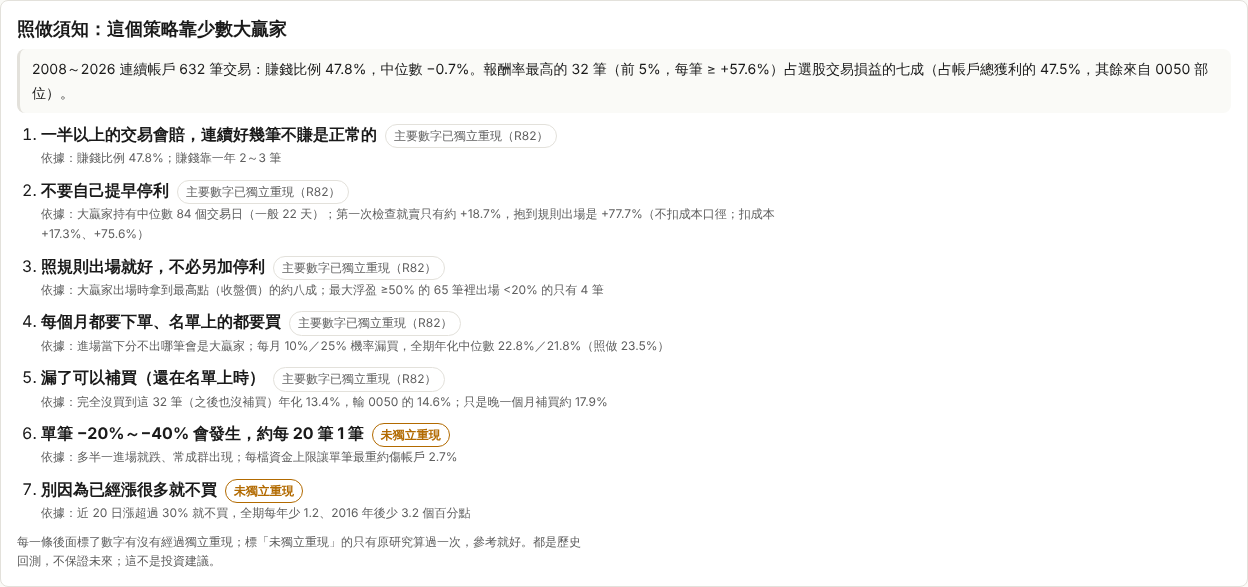 照做須知：這個策略靠少數大贏家
2008～2026 連續帳戶 632 筆交易：賺錢比例 47.8%，中位數 −0.7%。報酬率最高的 32 筆（前 5%，每筆 ≥ +57.6%）占選股交易損益的七成（占帳戶總獲利的 47.5%，其餘來自 0050 部
位）。
1. 一半以上的交易會賠，連續好幾筆不賺是正常的 主要數字已獨立重現（R82）
依據：賺錢比例 47.8%；賺錢靠一年 2～3 筆
2. 不要自己提早停利 主要數字已獨立重現（R82）
依據：大贏家持有中位數 84 個交易日（一般 22 天）；第一次檢查就賣只有約 +18.7%，抱到規則出場是 +77.7%（不扣成本口徑；扣成本
+17.3%、+75.6%）
3. 照規則出場就好，不必另加停利 主要數字已獨立重現（R82）
依據：大贏家出場時拿到最高點（收盤價）的約八成；最大浮盈 ≥50% 的 65 筆裡出場 <20% 的只有 4 筆
4. 每個月都要下單、名單上的都要買 主要數字已獨立重現（R82）
依據：進場當下分不出哪筆會是大贏家；每月 10%／25% 機率漏買，全期年化中位數 22.8%／21.8%（照做 23.5%）
5. 漏了可以補買（還在名單上時） 主要數字已獨立重現（R82）
依據：完全沒買到這 32 筆（之後也沒補買）年化 13.4%，輸 0050 的 14.6%；只是晚一個月補買約 17.9%
6. 單筆 −20%～−40% 會發生，約每 20 筆 1 筆 未獨立重現
依據：多半一進場就跌、常成群出現；每檔資金上限讓單筆最重約傷帳戶 2.7%
7. 別因為已經漲很多就不買 未獨立重現
依據：近 20 日漲超過 30% 就不買，全期每年少 1.2、2016 年後少 3.2 個百分點
每一條後面標了數字有沒有經過獨立重現；標「未獨立重現」的只有原研究算過一次，參考就好。都是歷史
回測，不保證未來；這不是投資建議。